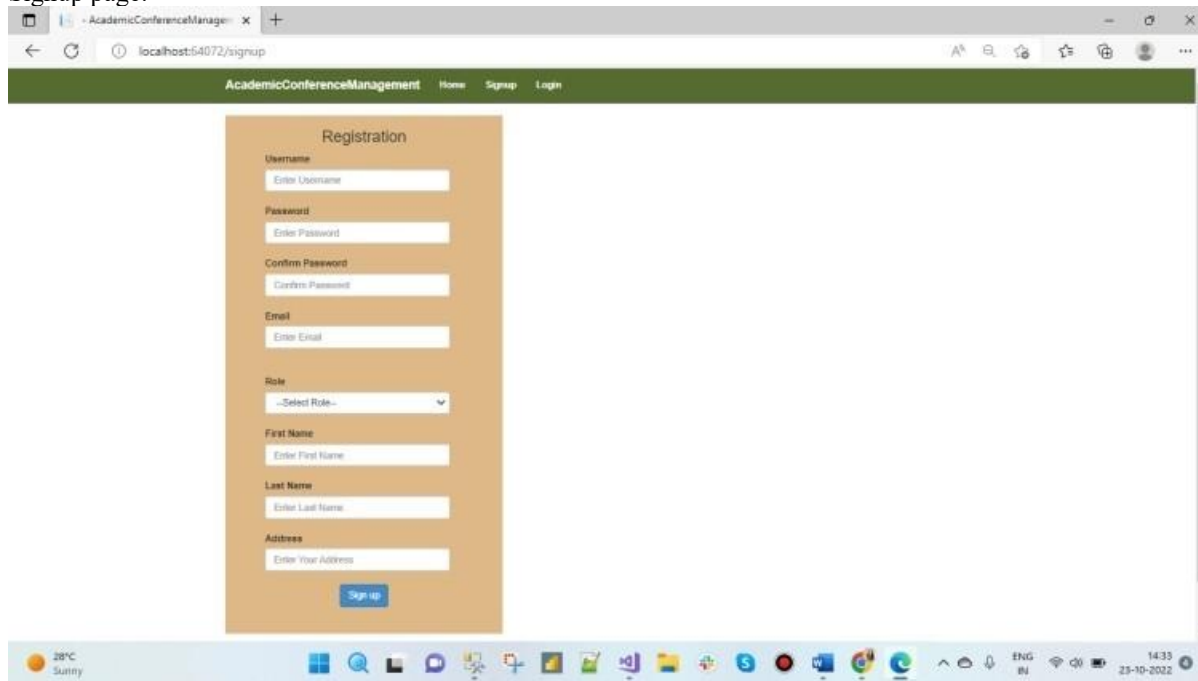 Signup page:
- AcademicConferenceManage
localhost:64072/signup
AcademicConferenceManagement Home Signup Login
Registration
Username
Enter Username
Password
Enter Password
Confirm Password
Confirm Password
Email
Enter Email
Role
--Select Role--
First Name
Enter First Name
Last Name
Enter Last Name
Address
Enter Your Address
Sign up
28°C
Sunny
ENG
IN
14:33
23-10-2022